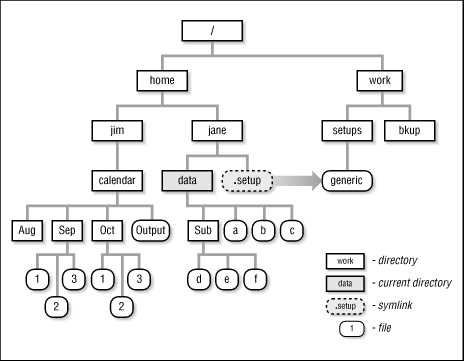 /
home
work
jim
jane
setups
bkup
calendar
data
.setup
generic
Aug
Sep
Oct
Output
Sub
a
b
c
1
3
1
3
d
e
f
2
2
work - directory
data - current directory
.setup - symlink
1 - file